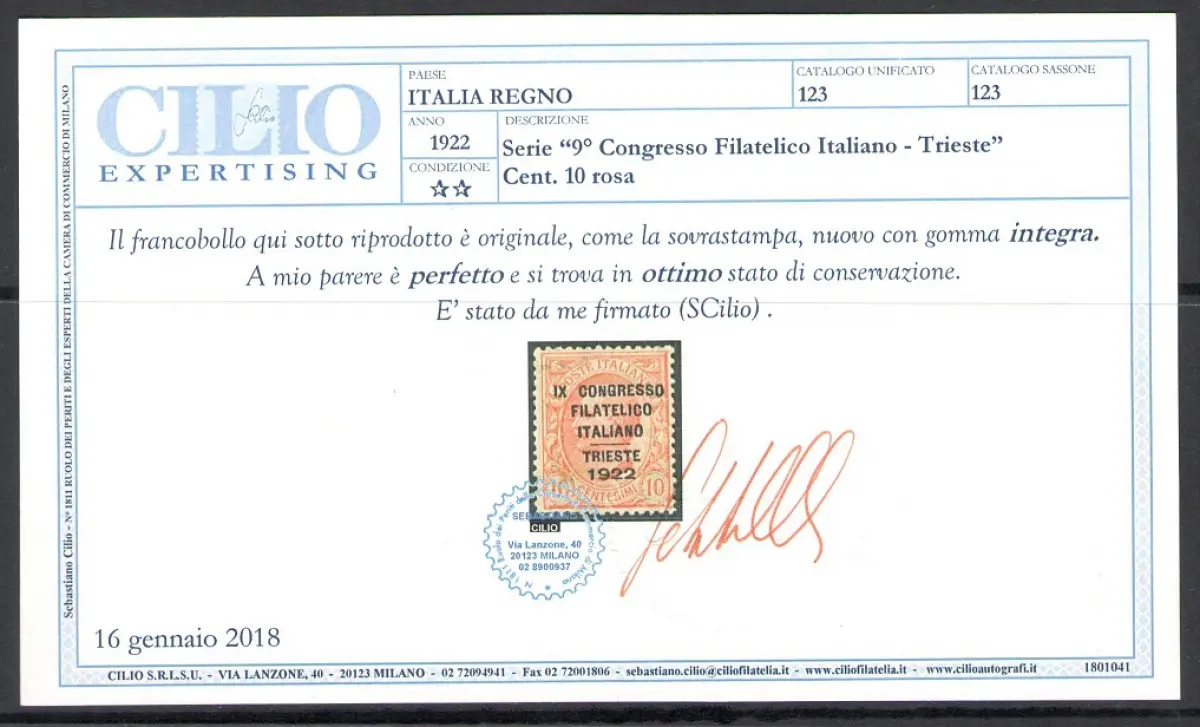 CILIO
EXPERTISING
PAESE
ITALIA REGNO
CATALOGO UNIFICATO
123
CATALOGO SASSONE
123
ANNO
1922
CONDIZIONE
☆☆
DESCRIZIONE
Serie “9° Congresso Filatelico Italiano - Trieste”
Cent. 10 rosa
Il francobollo qui sotto riprodotto è originale, come la sovrastampa, nuovo con gomma integra.
A mio parere è perfetto e si trova in ottimo stato di conservazione.
E’ stato da me firmato (SCilio) .
POSTE ITALIANE
IX CONGRESSO
FILATELICO
ITALIANO
TRIESTE
1922
CENTESIMI 10
CILIO
Via Lanzone, 40
20123 MILANO
02 8900937
16 gennaio 2018
Sebastiano Cilio - N° 1811 RUOLO DEI PERITI E DEGLI ESPERTI DELLA CAMERA DI COMMERCIO DI MILANO
CILIO S.R.L.S.U. - VIA LANZONE, 40 - 20123 MILANO - 02 72094941 - Fax 02 72001806 - sebastiano.cilio@ciliofilatelia.it - www.ciliofilatelia.it - www.cilioautografi.it
1801041